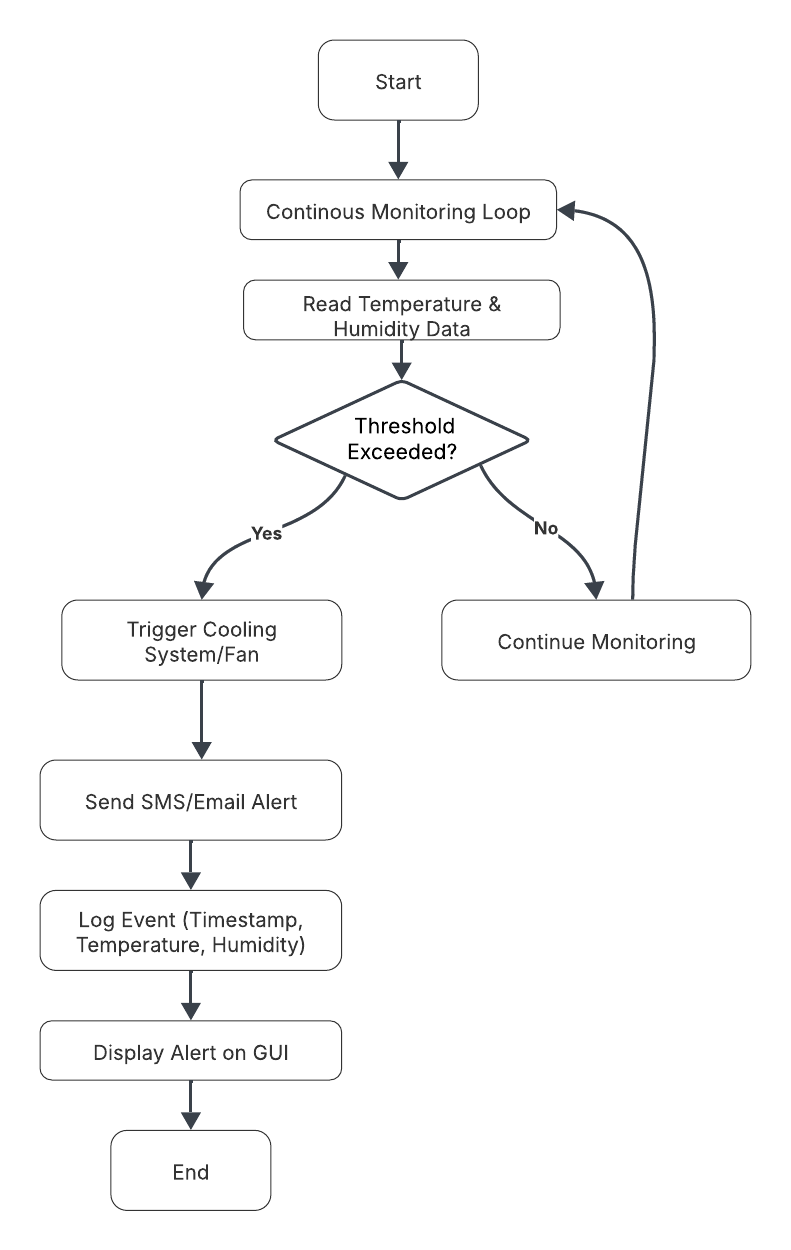 Start
Continous Monitoring Loop
Read Temperature &
Humidity Data
Threshold
Exceeded?
Yes
No
Trigger Cooling
System/Fan
Continue Monitoring
Send SMS/Email Alert
Log Event (Timestamp,
Temperature, Humidity)
Display Alert on GUI
End